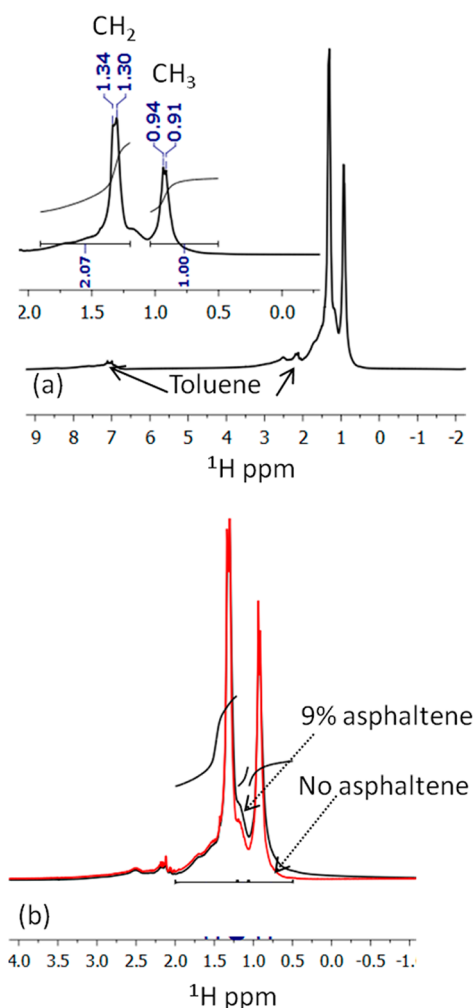 CH₂
1.34
1.30
CH₃
0.94
0.91
2.07
1.00
2.0 1.5 1.0 0.5 0.0
(a)
Toluene
9 8 7 6 5 4 3 2 1 0 -1 -2
¹H ppm
9% asphaltene
No asphaltene
(b)
4.0 3.5 3.0 2.5 2.0 1.5 1.0 0.5 0.0 -0.5 -1.
¹H ppm